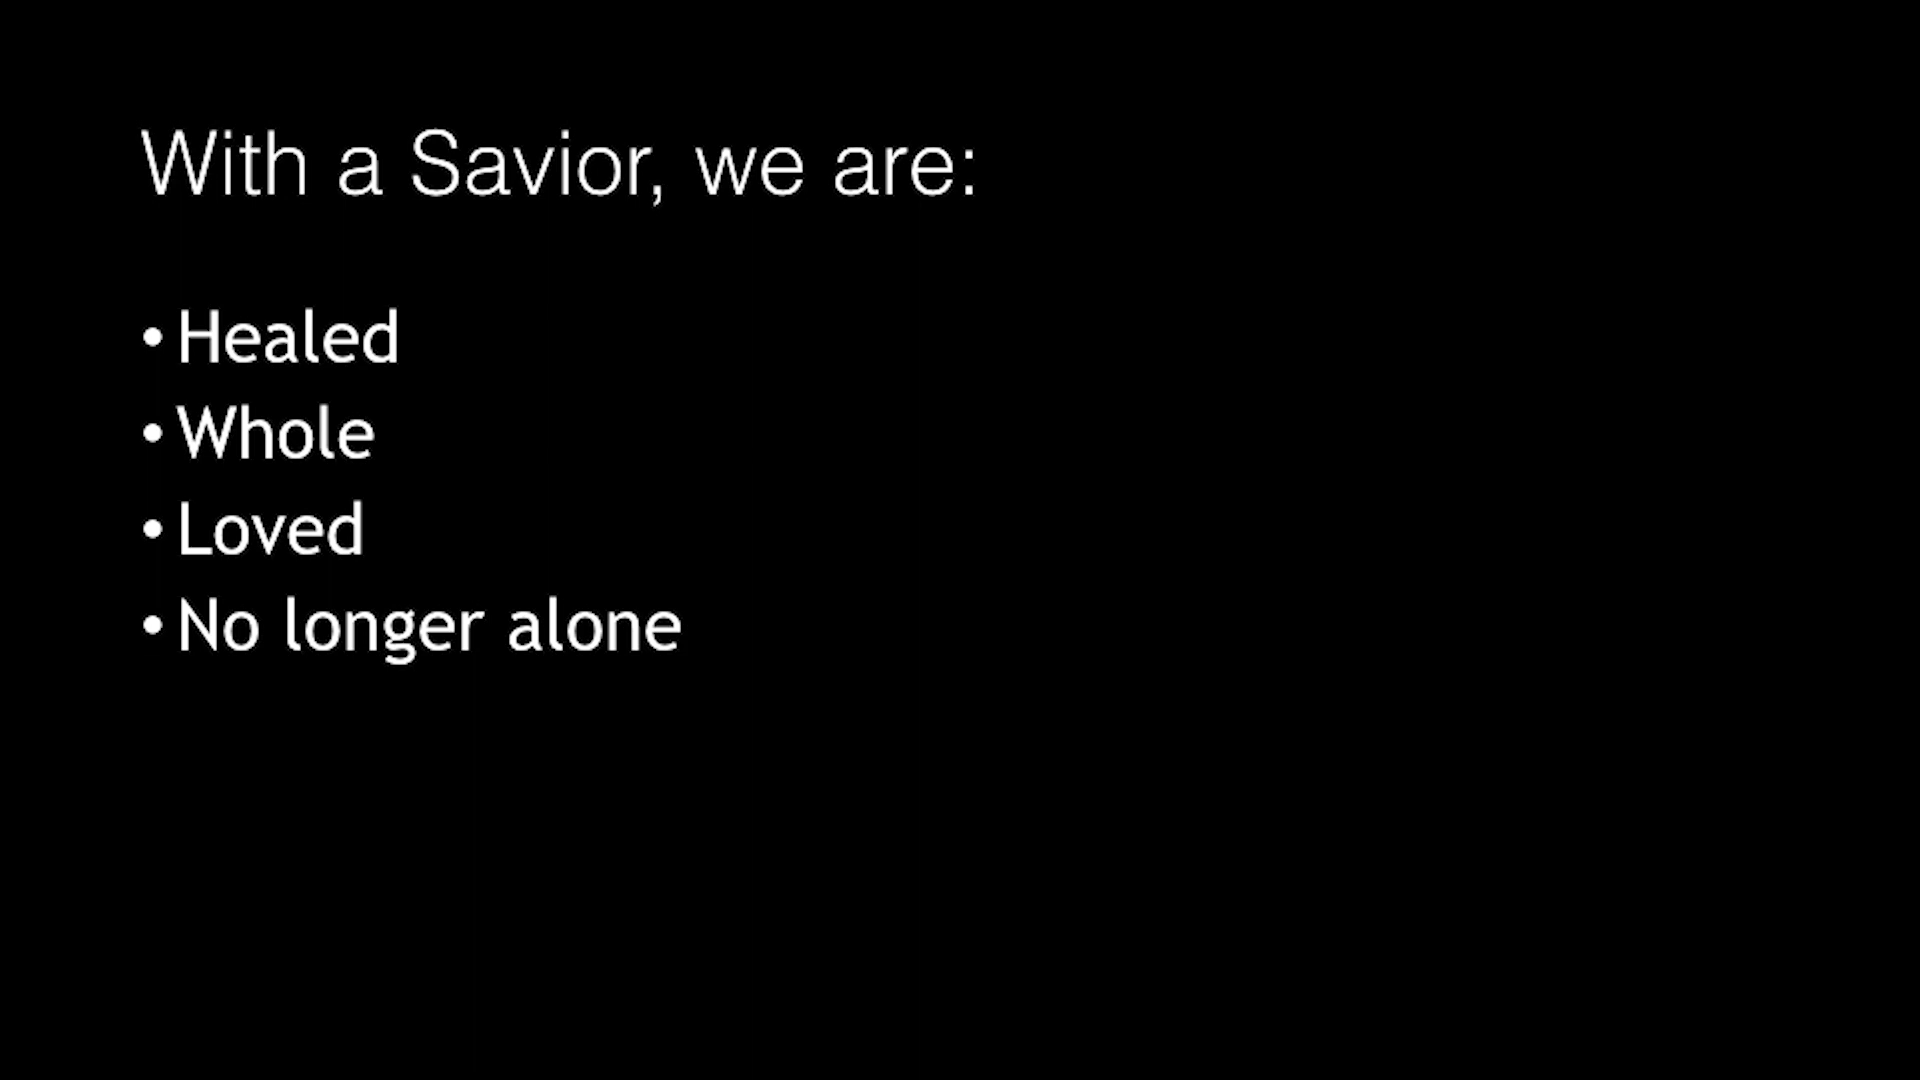 With a Savior, we are:
• Healed
• Whole
• Loved
• No longer alone